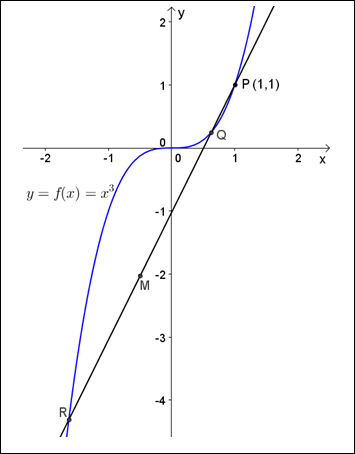 y
2
P (1,1)
1
Q
0
-2 -1 0 1 2
x
y = f(x) = x³
-1
-2
M
-3
R
-4